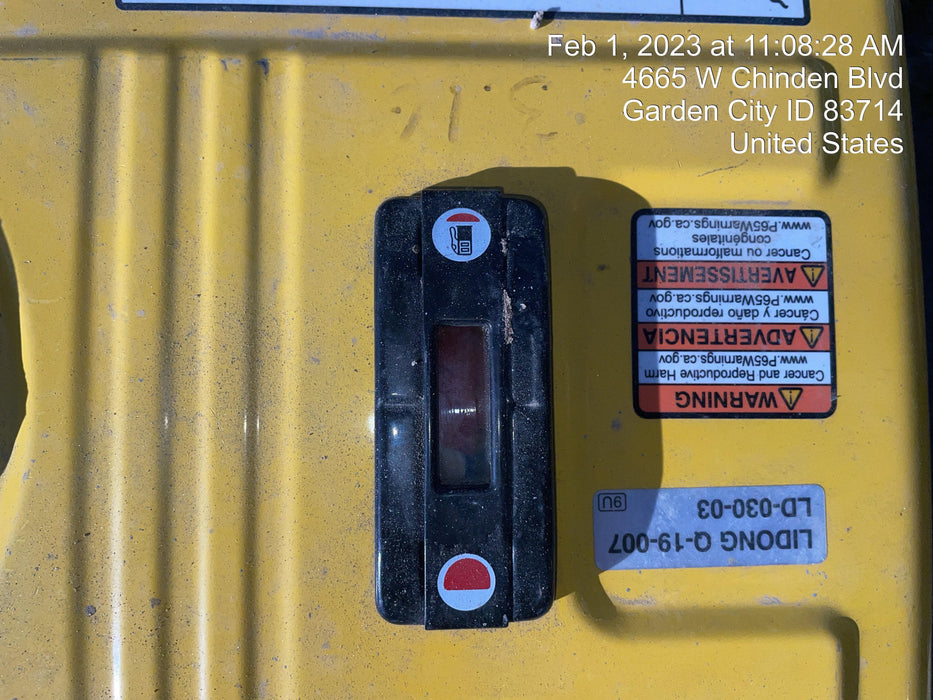 Feb 1, 2023 at 11:08:28 AM
4665 W Chinden Blvd
Garden City ID 83714
United States
WARNING
Cancer and Reproductive Harm
www.P65Warnings.ca.gov
ADVERTENCIA
Cáncer y daño reproductivo
www.P65Warnings.ca.gov
AVERTISSEMENT
Cancer ou malformations
congénitales
www.P65Warnings.ca.gov
LIDONG Q-19-007
LD-030-03
9U